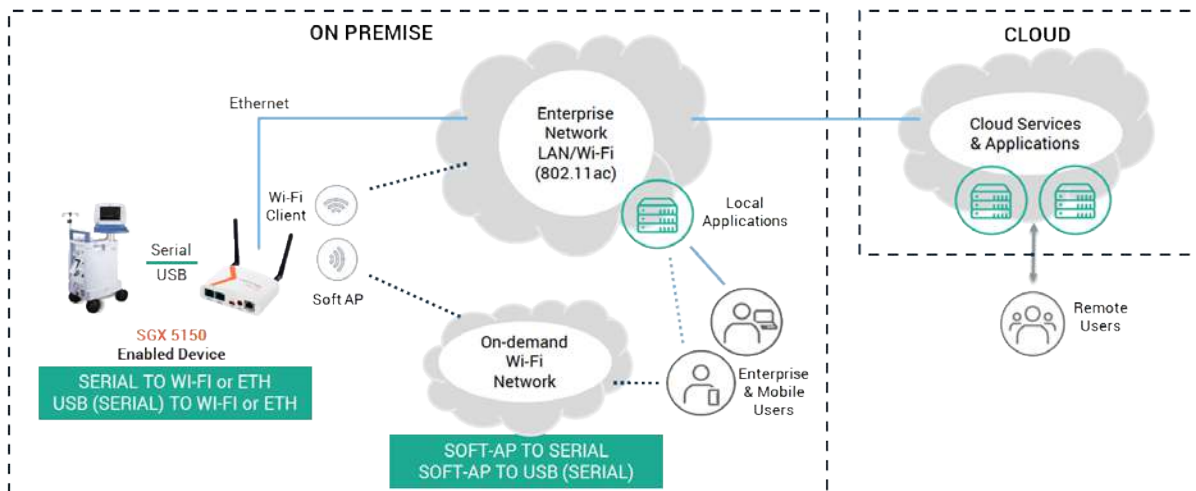 ON PREMISE
CLOUD
Ethernet
Enterprise
Network
LAN/Wi-Fi
(802.11ac)
Cloud Services
& Applications
Wi-Fi
Client
Local
Applications
Serial
USB
Soft AP
SGX 5150
Enabled Device
SERIAL TO WI-FI or ETH
USB (SERIAL) TO WI-FI or ETH
On-demand
Wi-Fi
Network
Enterprise
& Mobile
Users
Remote
Users
SOFT-AP TO SERIAL
SOFT-AP TO USB (SERIAL)